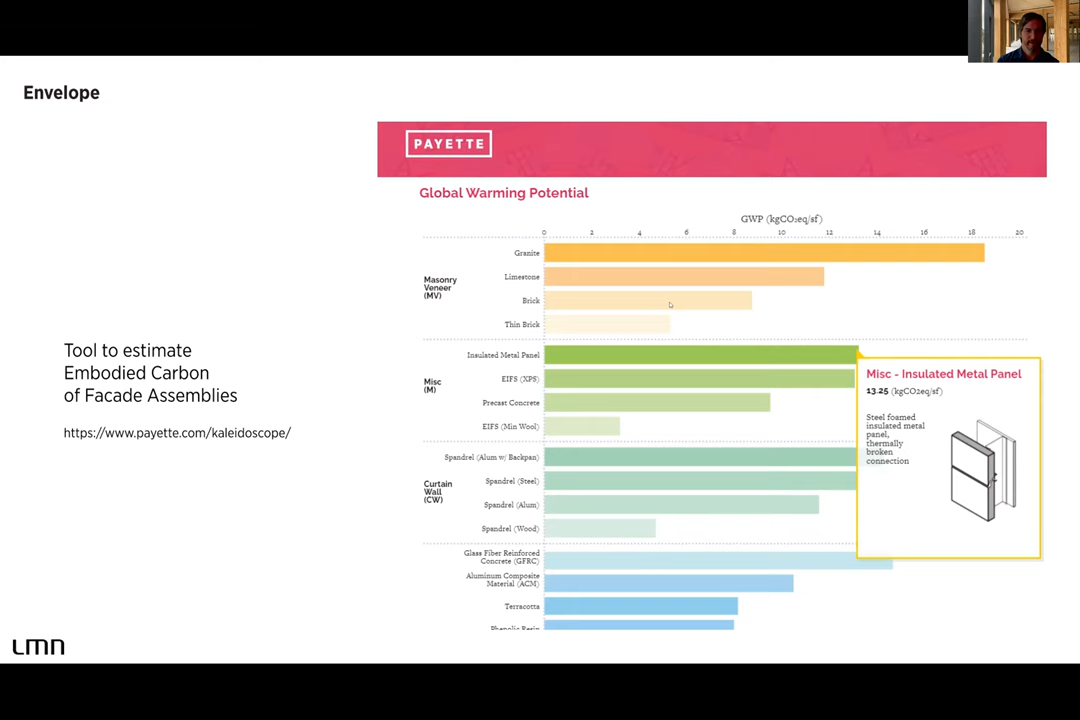 Envelope
PAYETTE
Global Warming Potential
GWP (kgCO₂eq/sf)
0 2 4 6 8 10 12 14 16 18 20
Masonry
Veneer
(MV)
Granite
Limestone
Brick
Thin Brick
Misc
(M)
Insulated Metal Panel
EIFS (XPS)
Precast Concrete
EIFS (Min Wool)
Curtain
Wall
(CW)
Spandrel (Alum w/ Backpan)
Spandrel (Steel)
Spandrel (Alum)
Spandrel (Wood)
Glass Fiber Reinforced
Concrete (GFRC)
Aluminum Composite
Material (ACM)
Terracotta
Phenolic Resin
Misc - Insulated Metal Panel
13.25 (kgCO2eq/sf)
Steel foamed
insulated metal
panel,
thermally
broken
connection
Tool to estimate
Embodied Carbon
of Facade Assemblies
https://www.payette.com/kaleidoscope/
LMN